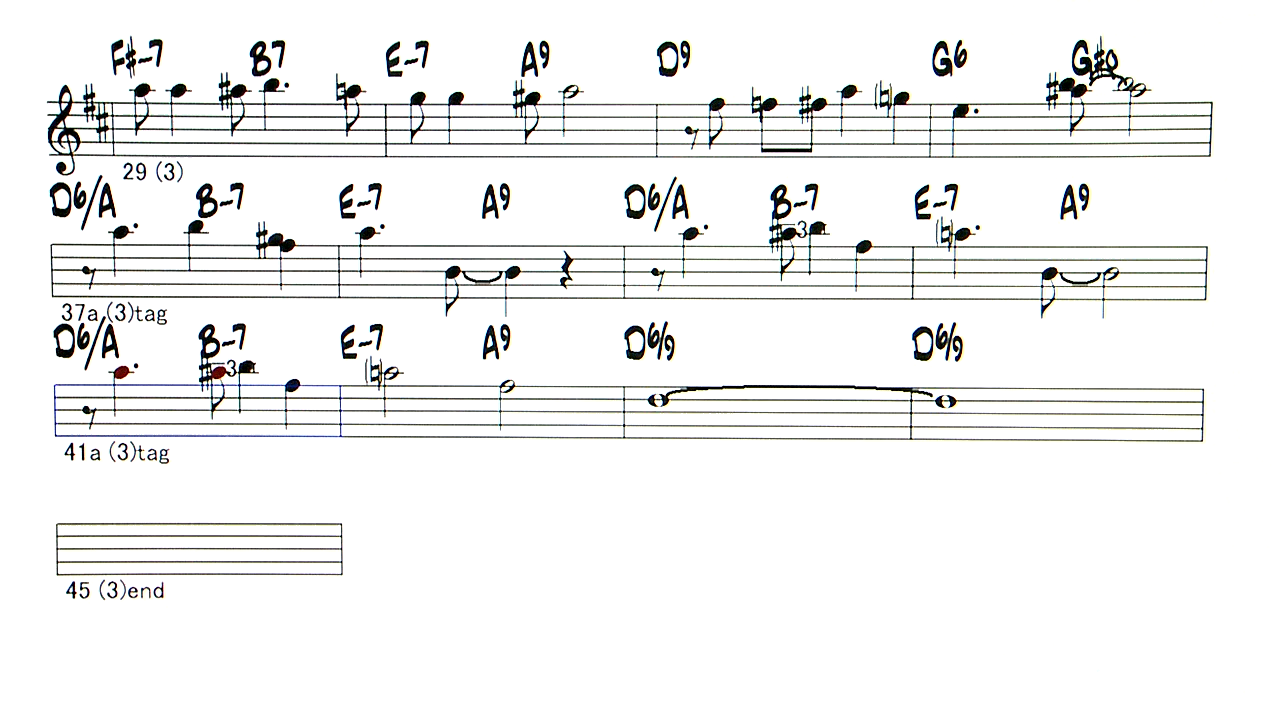 F#-7 B7 E-7 A9 D9 G6 G#o
29 (3)
D6/A B-7 E-7 A9 D6/A B-7 E-7 A9
3
37a (3)tag
D6/A B-7 E-7 A9 D6/9 D6/9
3
41a (3)tag
45 (3)end